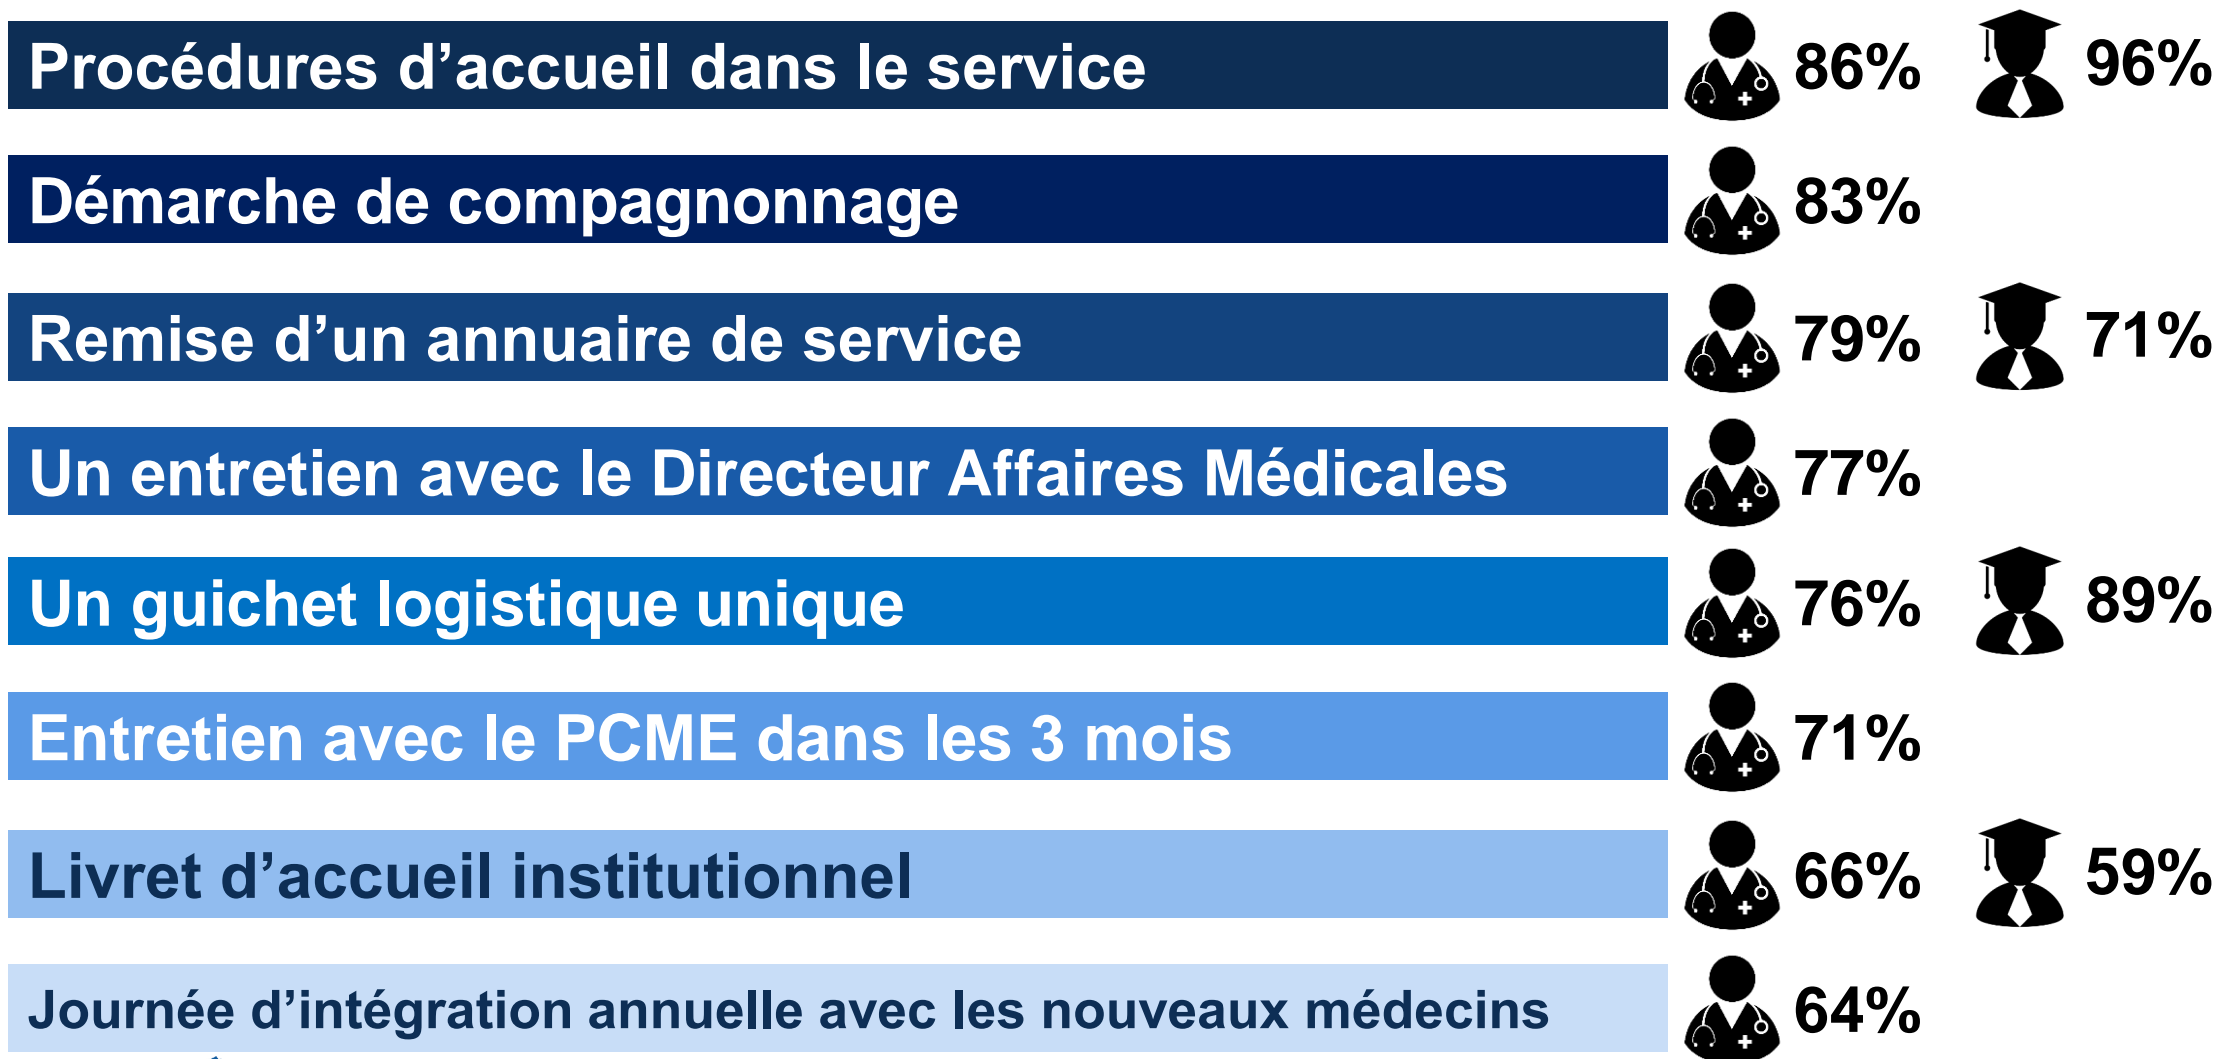 Procédures d’accueil dans le service 86% 96%
Démarche de compagnonnage 83%
Remise d’un annuaire de service 79% 71%
Un entretien avec le Directeur Affaires Médicales 77%
Un guichet logistique unique 76% 89%
Entretien avec le PCME dans les 3 mois 71%
Livret d’accueil institutionnel 66% 59%
Journée d’intégration annuelle avec les nouveaux médecins 64%